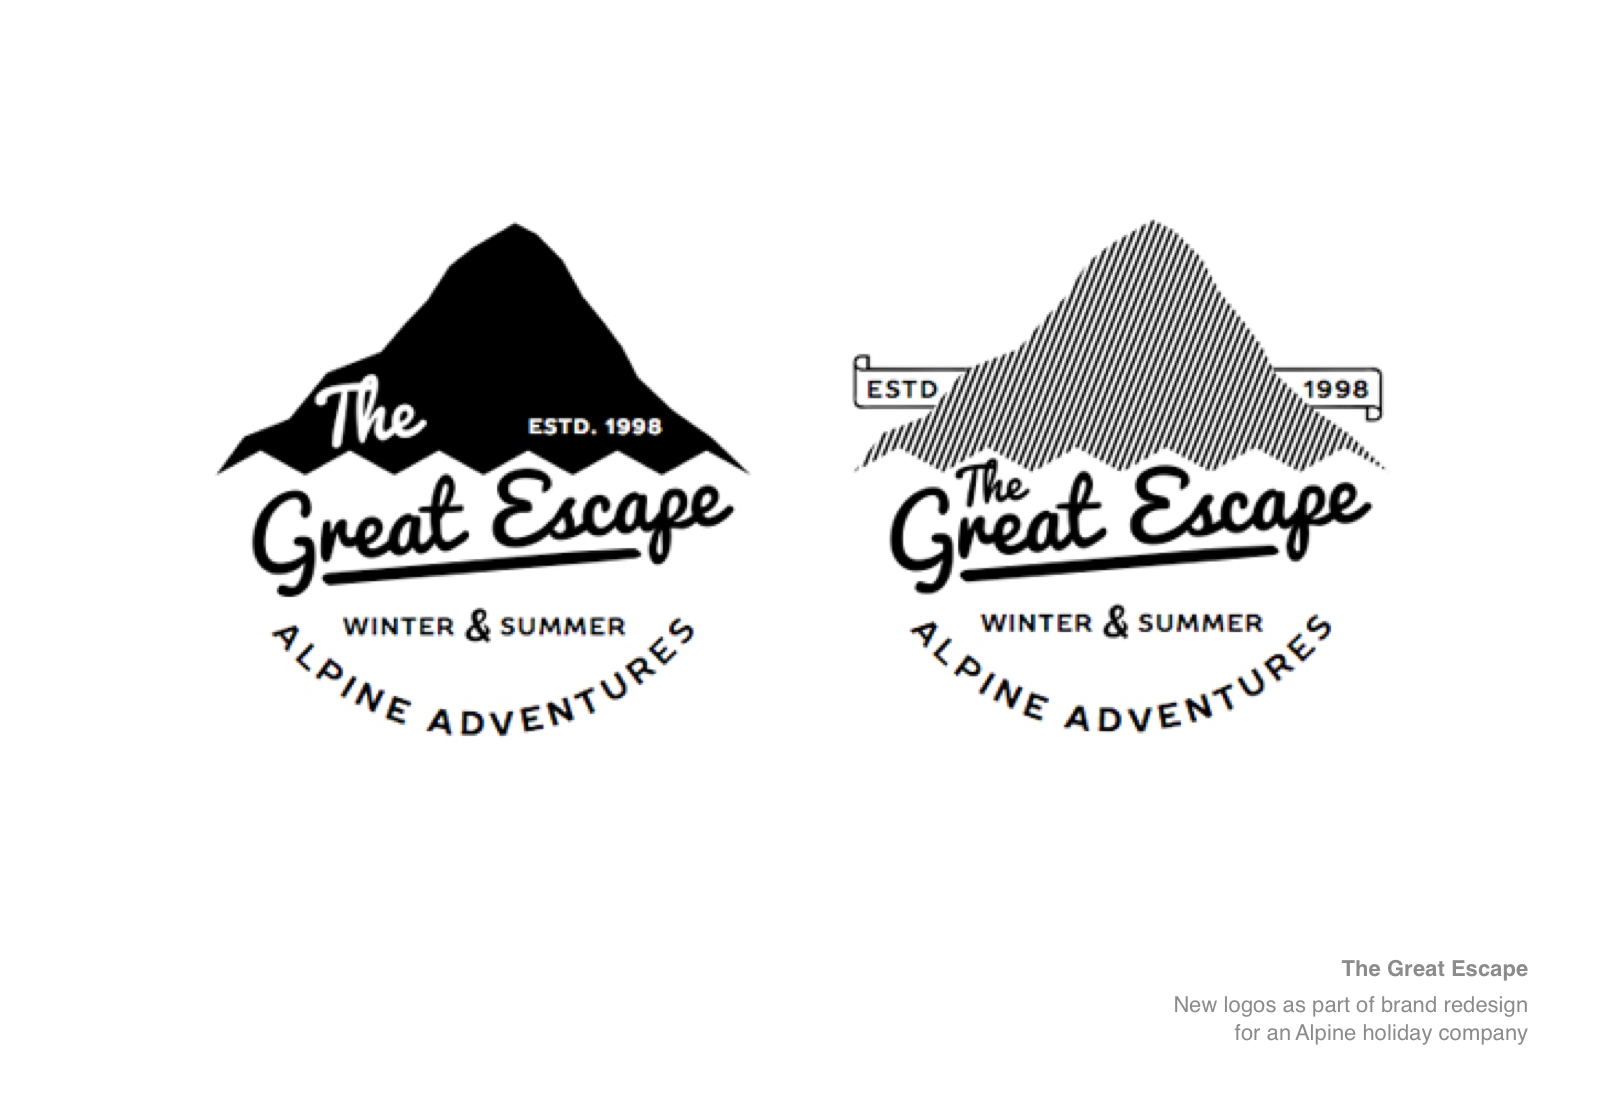 The
ESTD. 1998
Great Escape
WINTER & SUMMER
ALPINE ADVENTURES
ESTD
1998
The
Great Escape
WINTER & SUMMER
ALPINE ADVENTURES
The Great Escape
New logos as part of brand redesign
for an Alpine holiday company